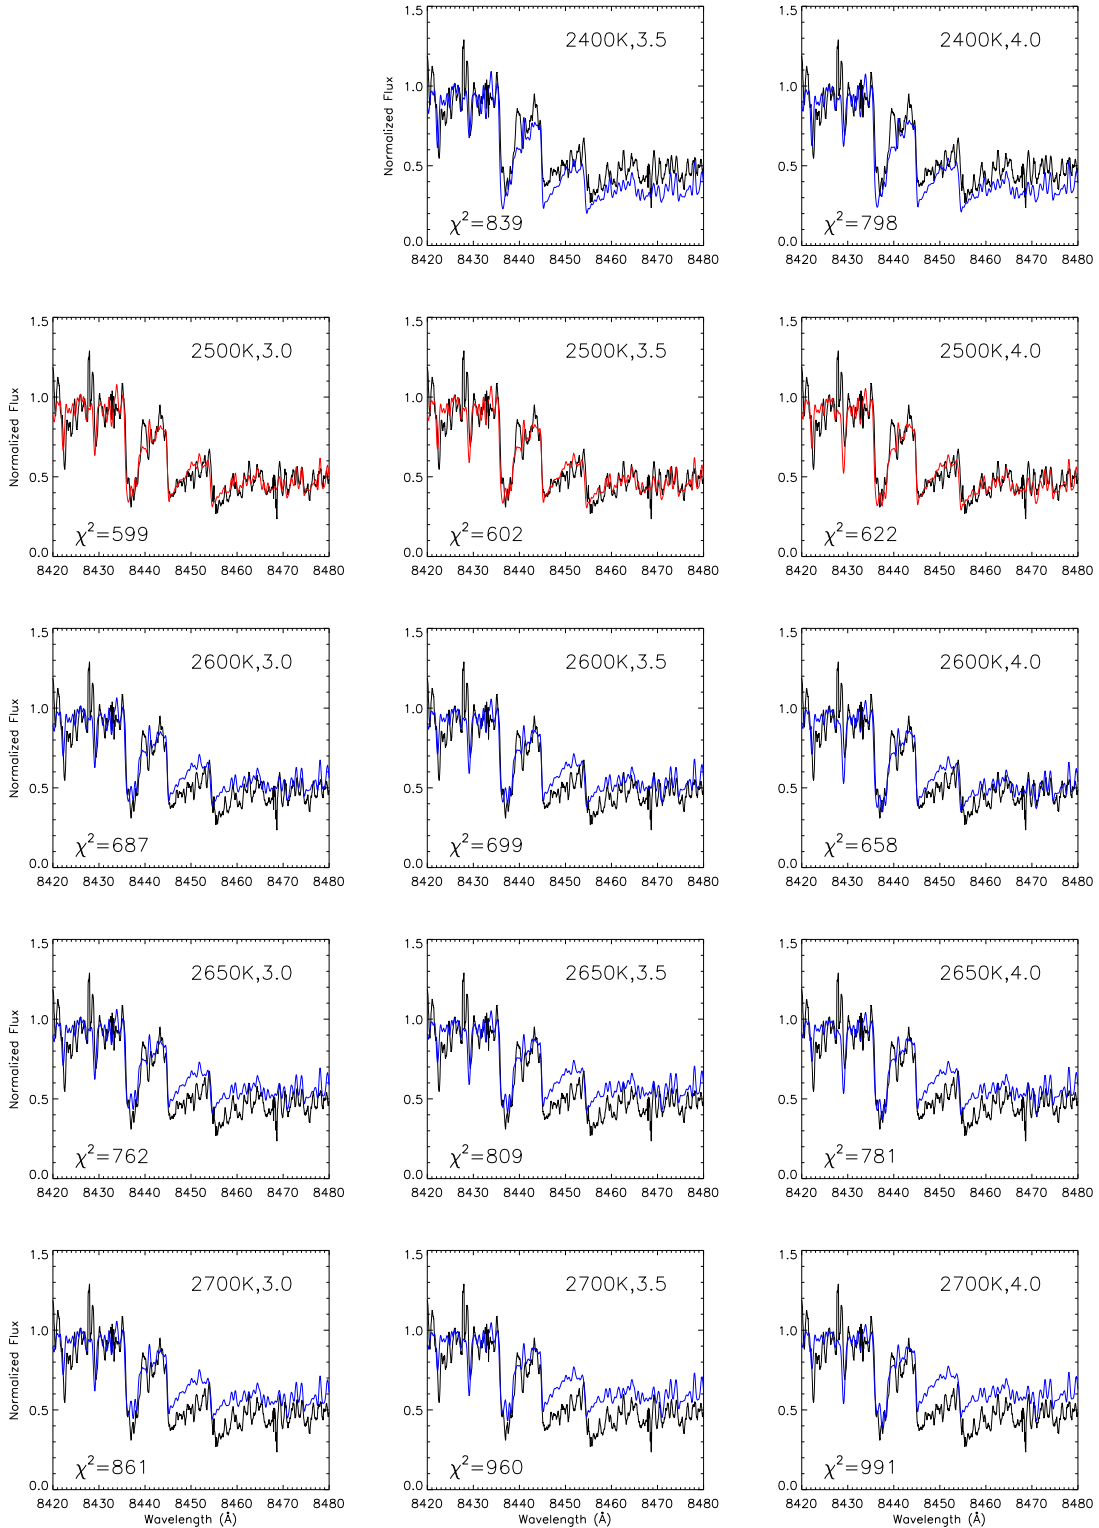 2400K,3.5
2400K,4.0
Normalized Flux
1.5
1.0
0.5
0.0
χ²=839
8420 8430 8440 8450 8460 8470 8480
1.5
1.0
0.5
0.0
χ²=798
8420 8430 8440 8450 8460 8470 8480
2500K,3.0
2500K,3.5
2500K,4.0
Normalized Flux
1.5
1.0
0.5
0.0
χ²=599
8420 8430 8440 8450 8460 8470 8480
1.5
1.0
0.5
0.0
χ²=602
8420 8430 8440 8450 8460 8470 8480
1.5
1.0
0.5
0.0
χ²=622
8420 8430 8440 8450 8460 8470 8480
2600K,3.0
2600K,3.5
2600K,4.0
Normalized Flux
1.5
1.0
0.5
0.0
χ²=687
8420 8430 8440 8450 8460 8470 8480
1.5
1.0
0.5
0.0
χ²=699
8420 8430 8440 8450 8460 8470 8480
1.5
1.0
0.5
0.0
χ²=658
8420 8430 8440 8450 8460 8470 8480
2650K,3.0
2650K,3.5
2650K,4.0
Normalized Flux
1.5
1.0
0.5
0.0
χ²=762
8420 8430 8440 8450 8460 8470 8480
1.5
1.0
0.5
0.0
χ²=809
8420 8430 8440 8450 8460 8470 8480
1.5
1.0
0.5
0.0
χ²=781
8420 8430 8440 8450 8460 8470 8480
2700K,3.0
2700K,3.5
2700K,4.0
Normalized Flux
1.5
1.0
0.5
0.0
χ²=861
8420 8430 8440 8450 8460 8470 8480
Wavelength (Å)
1.5
1.0
0.5
0.0
χ²=960
8420 8430 8440 8450 8460 8470 8480
Wavelength (Å)
1.5
1.0
0.5
0.0
χ²=991
8420 8430 8440 8450 8460 8470 8480
Wavelength (Å)